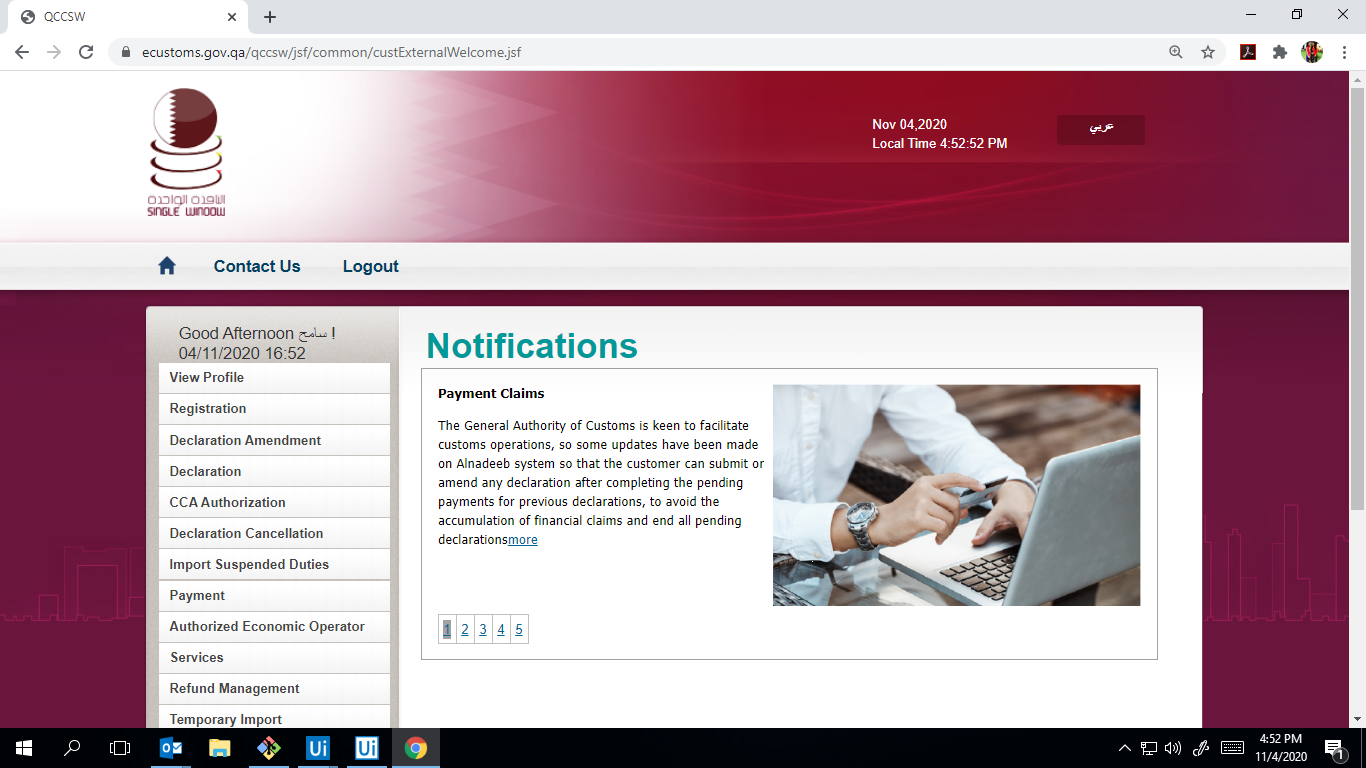 QCCSW
ecustoms.gov.qa/qccsw/jsf/common/custExternalWelcome.jsf
النافذة الواحدة
SINGLE WINDOW
Nov 04,2020
Local Time 4:52:52 PM
عربي
Contact Us
Logout
Good Afternoon سامح !
04/11/2020 16:52
View Profile
Registration
Declaration Amendment
Declaration
CCA Authorization
Declaration Cancellation
Import Suspended Duties
Payment
Authorized Economic Operator
Services
Refund Management
Temporary Import
Notifications
Payment Claims
The General Authority of Customs is keen to facilitate
customs operations, so some updates have been made
on Alnadeeb system so that the customer can submit or
amend any declaration after completing the pending
payments for previous declarations, to avoid the
accumulation of financial claims and end all pending
declarationsmore
1 2 3 4 5
Ui
Ui
4:52 PM
11/4/2020
1